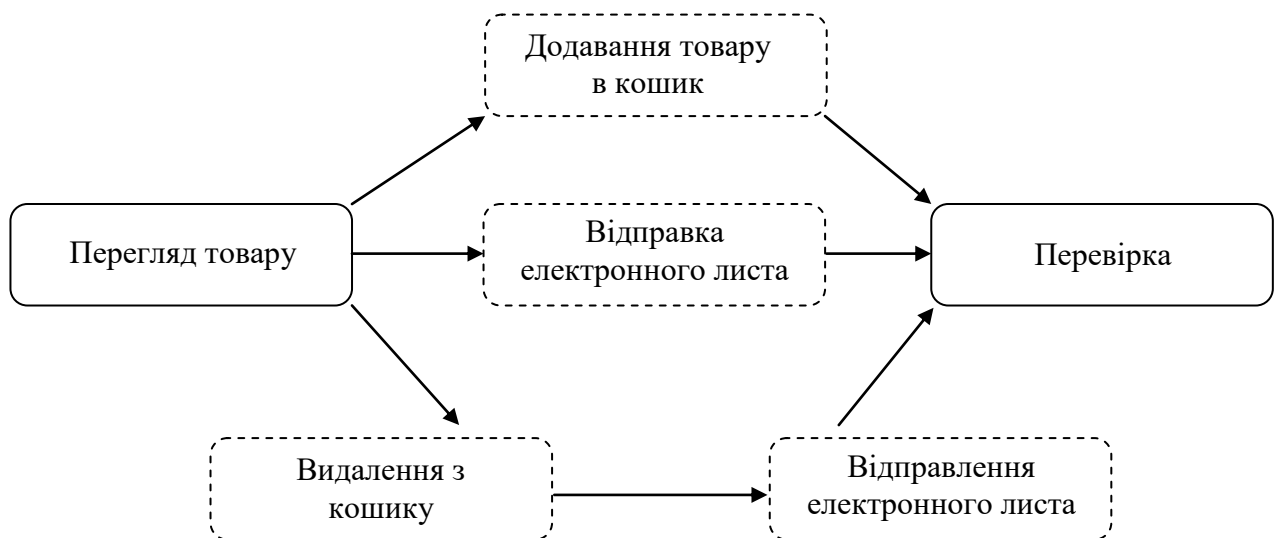 Додавання товару
в кошик
Перегляд товару
Відправка
електронного листа
Перевірка
Видалення з
кошику
Відправлення
електронного листа